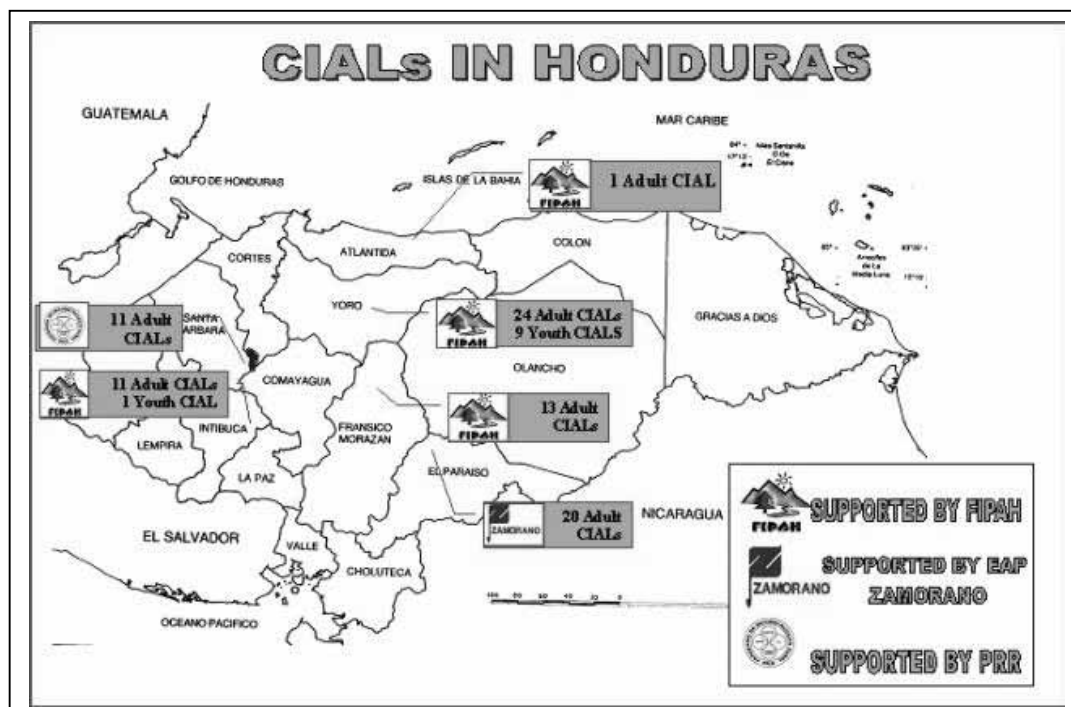 CIALs IN HONDURAS
GUATEMALA
MAR CARIBE
ISLAS DE LA BAHIA
FIPAH
1 Adult CIAL
GOLFO DE HONDURAS
COLON
ATLANTIDA
CORTES
YORO
GRACIAS A DIOS
11 Adult
CIALs
SANTA
BARBARA
FIPAH
24 Adult CIALs
9 Youth CIALS
OLANCHO
COMAYAGUA
FIPAH
11 Adult CIALs
1 Youth CIAL
FIPAH
13 Adult
CIALs
INTIBUCA
FRANSICO
MORAZAN
LEMPIRA
LA PAZ
EL PARAISO
ZAMORANO
20 Adult
CIALs
NICARAGUA
EL SALVADOR
VALLE
CHOLUTECA
OCEANO PACIFICO
FIPAH
SUPPORTED BY FIPAH
ZAMORANO
SUPPORTED BY EAP
ZAMORANO
SUPPORTED BY PRR